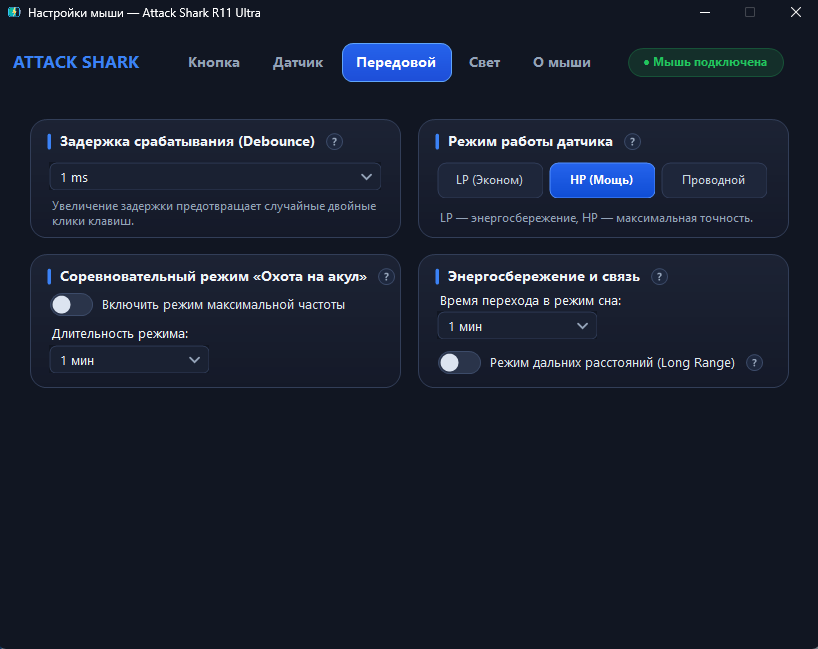 Настройки мыши — Attack Shark R11 Ultra
ATTACK SHARK
Кнопка
Датчик
Передовой
Свет
О мыши
• Мышь подключена
Задержка срабатывания (Debounce) ?
1 ms
Увеличение задержки предотвращает случайные двойные
клики клавиш.
Режим работы датчика ?
LP (Эконом)
HP (Мощь)
Проводной
LP — энергосбережение, HP — максимальная точность.
Соревновательный режим «Охота на акул» ?
Включить режим максимальной частоты
Длительность режима:
1 мин
Энергосбережение и связь ?
Время перехода в режим сна:
1 мин
Режим дальних расстояний (Long Range) ?